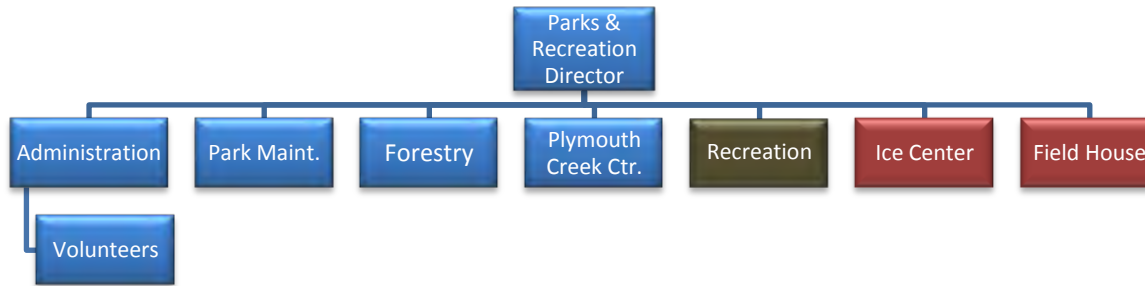 Parks &
Recreation
Director
Administration
Park Maint.
Forestry
Plymouth
Creek Ctr.
Recreation
Ice Center
Field House
Volunteers